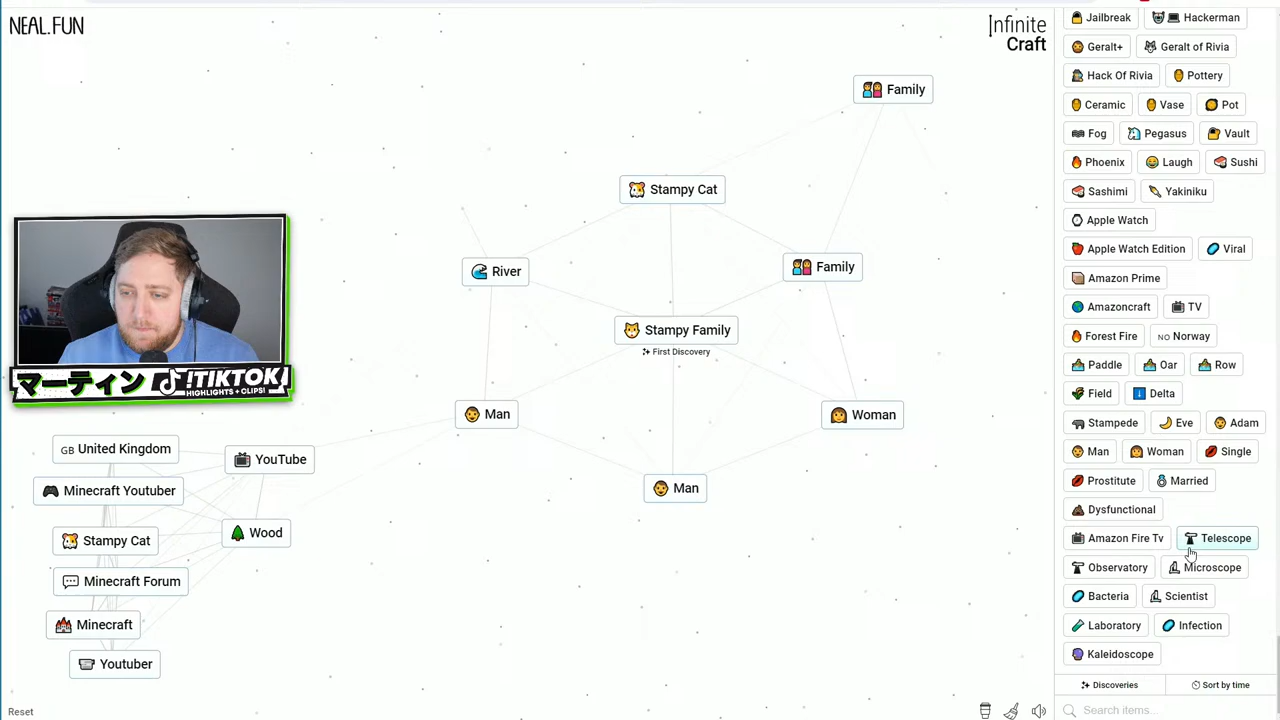 NEAL.FUN
Infinite
Craft
Family
Stampy Cat
River
Family
Stampy Family
First Discovery
Man
Woman
Man
マーティン !TIKTOK
HIGHLIGHTS + CLIPS!
GB United Kingdom
YouTube
Minecraft Youtuber
Wood
Stampy Cat
Minecraft Forum
Minecraft
Youtuber
Reset
Jailbreak Hackerman
Geralt+ Geralt of Rivia
Hack Of Rivia Pottery
Ceramic Vase Pot
Fog Pegasus Vault
Phoenix Laugh Sushi
Sashimi Yakiniku
Apple Watch
Apple Watch Edition Viral
Amazon Prime
Amazoncraft TV
Forest Fire NO Norway
Paddle Oar Row
Field Delta
Stampede Eve Adam
Man Woman Single
Prostitute Married
Dysfunctional
Amazon Fire Tv Telescope
Observatory Microscope
Bacteria Scientist
Laboratory Infection
Kaleidoscope
Discoveries Sort by time
Search items...